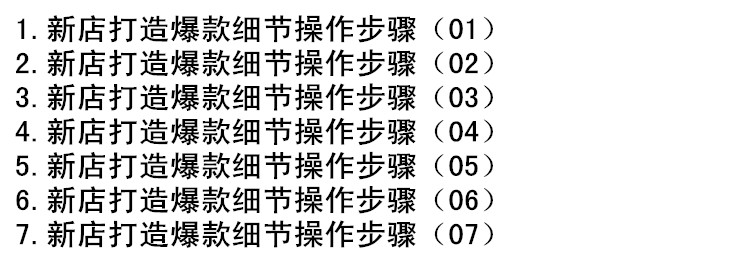 1.新店打造爆款细节操作步骤（01）
2.新店打造爆款细节操作步骤（02）
3.新店打造爆款细节操作步骤（03）
4.新店打造爆款细节操作步骤（04）
5.新店打造爆款细节操作步骤（05）
6.新店打造爆款细节操作步骤（06）
7.新店打造爆款细节操作步骤（07）